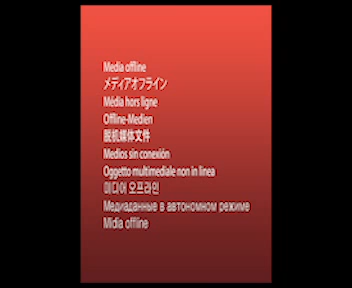 Media offline
メディアオフライン
Média hors ligne
Offline-Medien
脱机媒体文件
Medios sin conexión
Oggetto multimediale non in linea
미디어 오프라인
Медиаданные в автономном режиме
Mídia offline